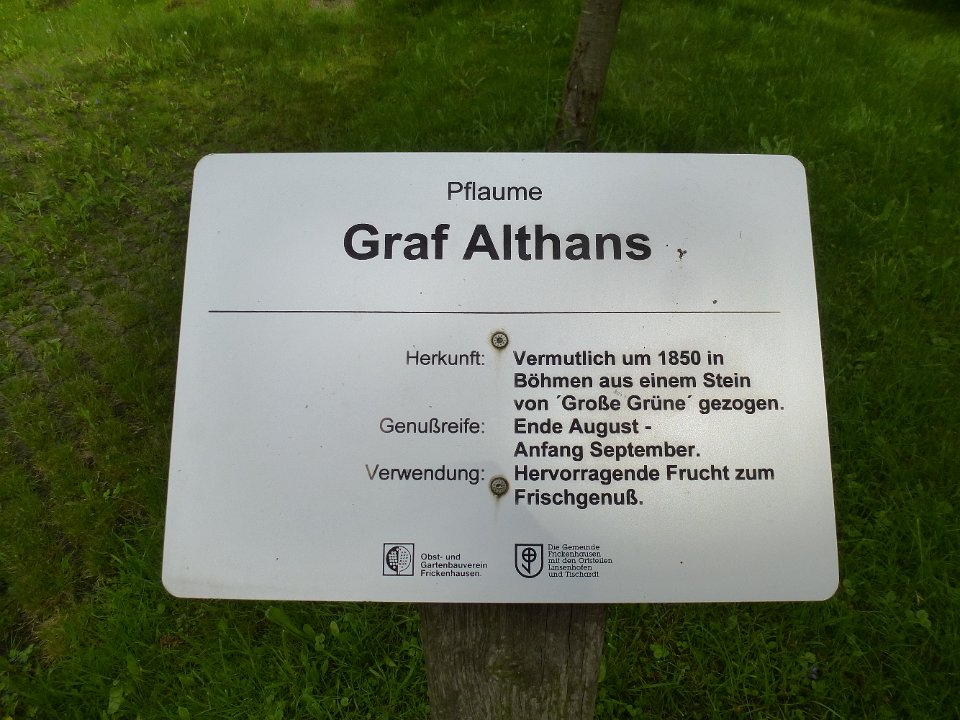 Pflaume
Graf Althans
Herkunft: Vermutlich um 1850 in
Böhmen aus einem Stein
von ´Große Grüne´ gezogen.
Genußreife: Ende August -
Anfang September.
Verwendung: Hervorragende Frucht zum
Frischgenuß.
Obst- und
Gartenbauverein
Frickenhausen.
Die Gemeinde
Frickenhausen
mit den Ortsteilen
Linsenhofen
und Tischardt